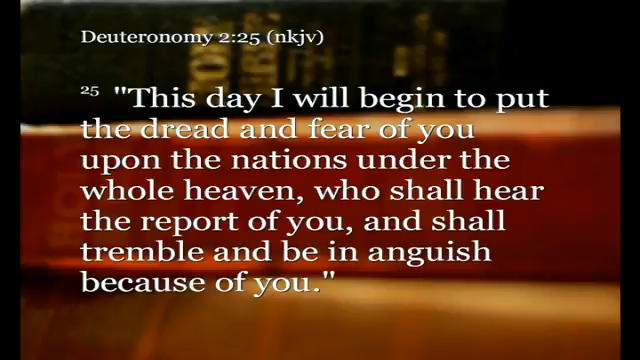 Deuteronomy 2:25 (nkjv)
25 "This day I will begin to put
the dread and fear of you
upon the nations under the
whole heaven, who shall hear
the report of you, and shall
tremble and be in anguish
because of you."